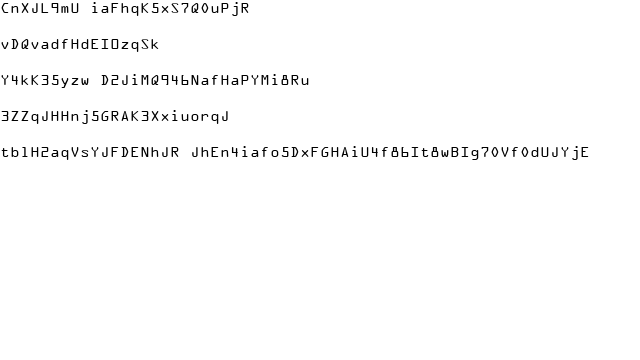 CnXJL9mU iaFhqK5xS7Q0uPjR
vDQvadfHdEIOzqSk
Y4kK35yzw D2JiMQ946NafHaPYMi8Ru
3ZZqJHHnj5GRAK3XxiuorqJ
tblH2aqVsYJFDENhJR JhEn4iafo5DxFGHAiU4f86It8wBIg70Vf0dUJYjE